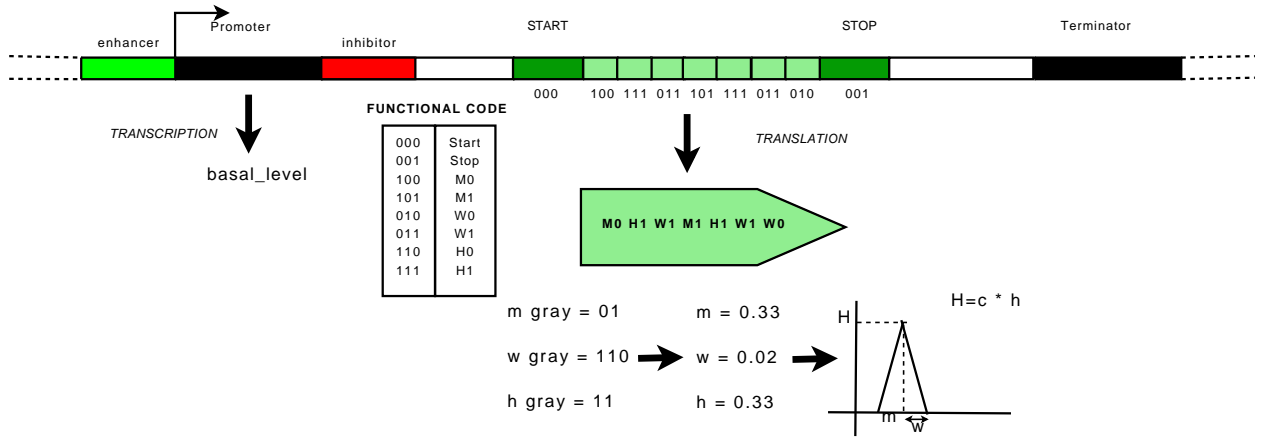 Promoter
START
STOP
Terminator
enhancer
inhibitor
000 100 111 011 101 111 011 010 001
FUNCTIONAL CODE
TRANSCRIPTION
TRANSLATION
basal_level
000 Start
001 Stop
100 M0
101 M1
010 W0
011 W1
110 H0
111 H1
M0 H1 W1 M1 H1 W1 W0
m gray = 01 m = 0.33
w gray = 110 w = 0.02
h gray = 11 h = 0.33
H=c * h
H
m
w